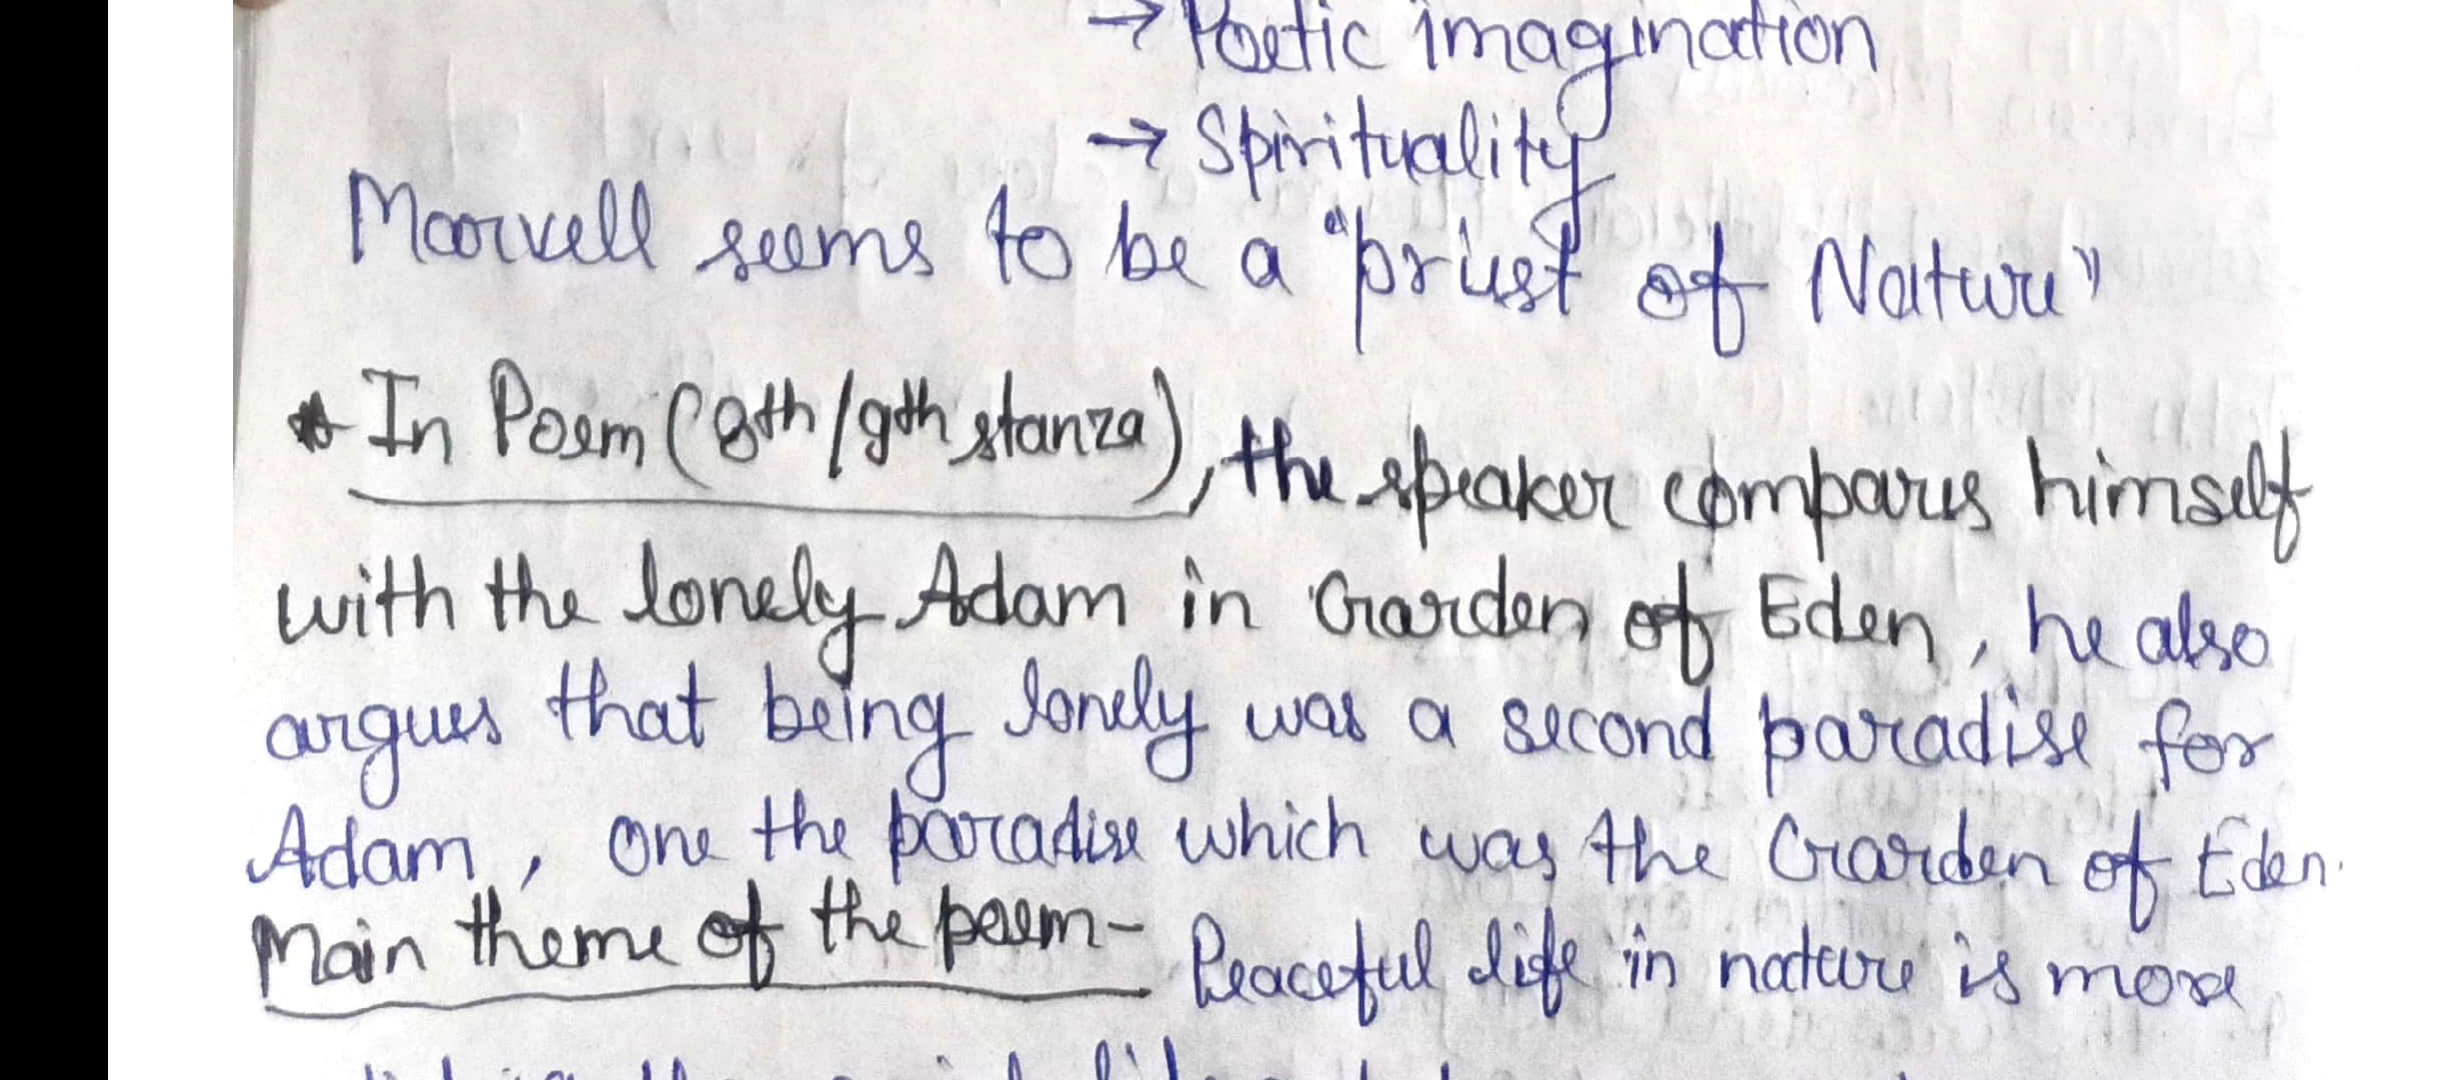 → Poetic imagination
→ Spirituality
Marvell seems to be a "priest of Nature"
* In Poem (8th/9th stanza), the speaker compares himself
with the lonely Adam in Garden of Eden, he also
argues that being lonely was a second paradise for
Adam, one the paradise which was the Garden of Eden.
Main theme of the poem- Peaceful life in nature is more